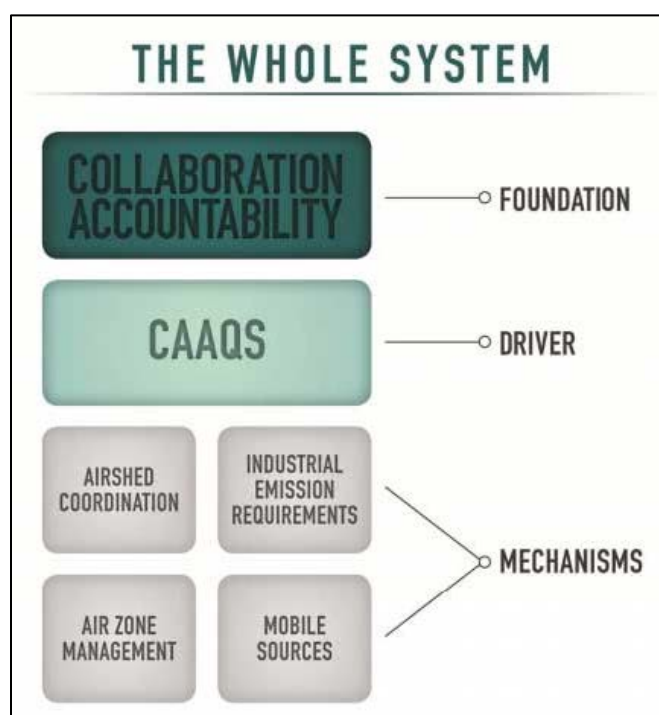 THE WHOLE SYSTEM
COLLABORATION
ACCOUNTABILITY
FOUNDATION
CAAQS
DRIVER
AIRSHED
COORDINATION
INDUSTRIAL
EMISSION
REQUIREMENTS
MECHANISMS
AIR ZONE
MANAGEMENT
MOBILE
SOURCES